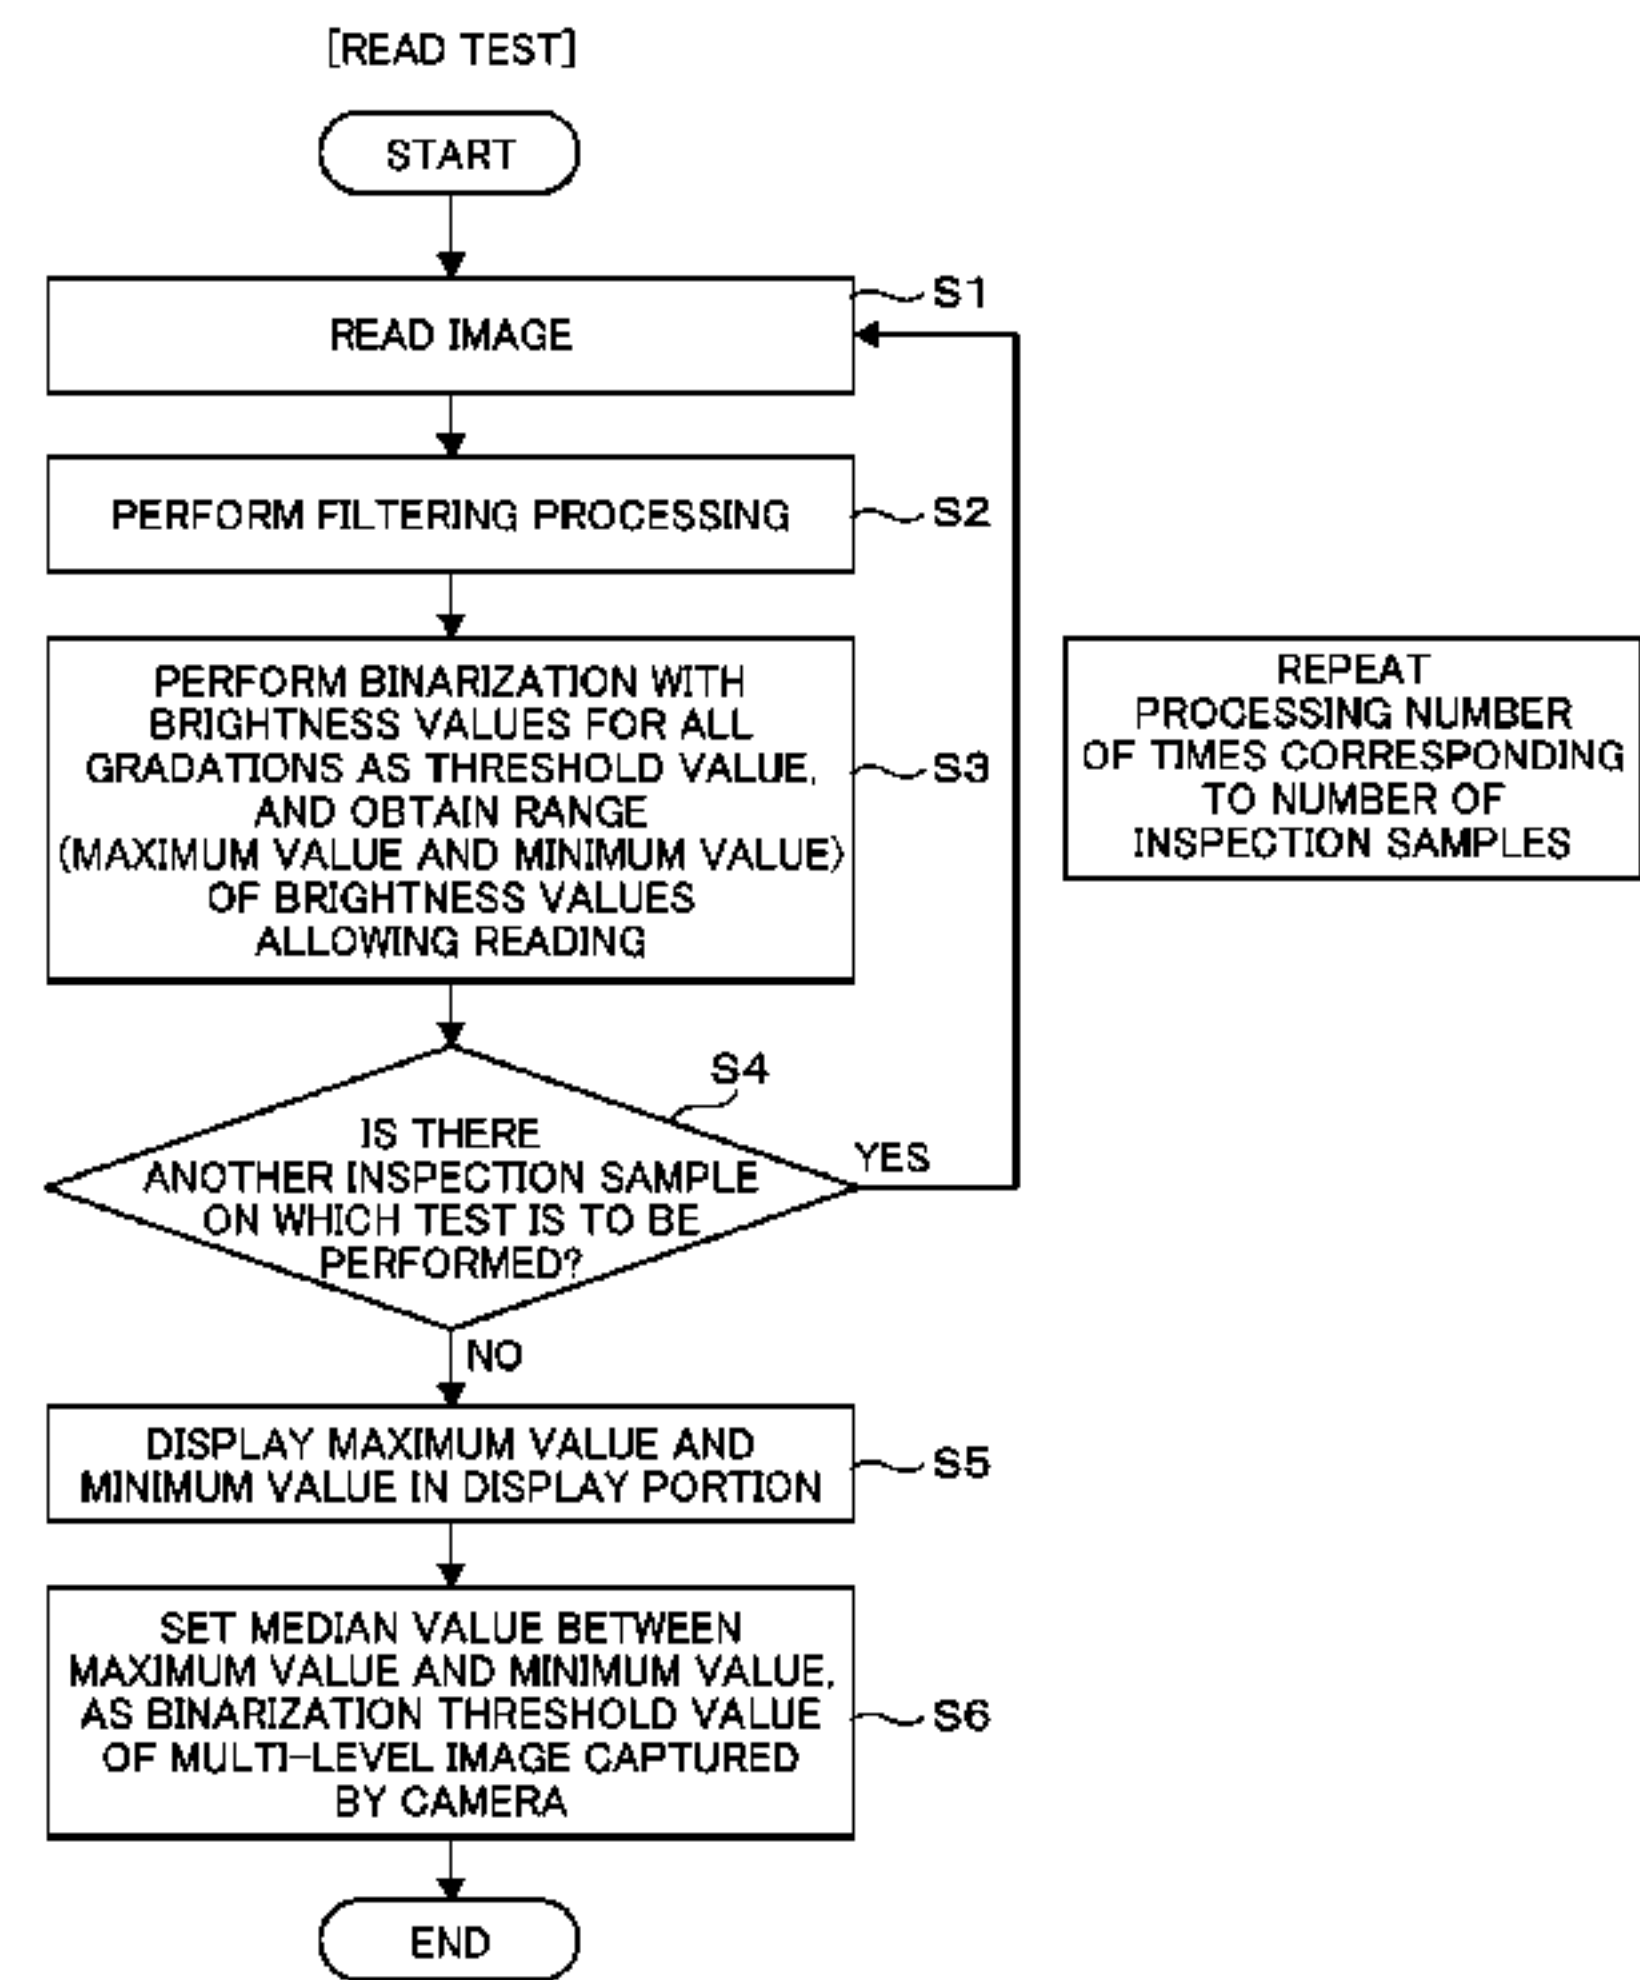 [READ TEST]
START
S1
READ IMAGE
PERFORM FILTERING PROCESSING
S2
PERFORM BINARIZATION WITH
BRIGHTNESS VALUES FOR ALL
GRADATIONS AS THRESHOLD VALUE,
AND OBTAIN RANGE
(MAXIMUM VALUE AND MINIMUM VALUE)
OF BRIGHTNESS VALUES
ALLOWING READING
S3
REPEAT
PROCESSING NUMBER
OF TIMES CORRESPONDING
TO NUMBER OF
INSPECTION SAMPLES
S4
IS THERE
ANOTHER INSPECTION SAMPLE
ON WHICH TEST IS TO BE
PERFORMED?
YES
NO
DISPLAY MAXIMUM VALUE AND
MINIMUM VALUE IN DISPLAY PORTION
S5
SET MEDIAN VALUE BETWEEN
MAXIMUM VALUE AND MINIMUM VALUE,
AS BINARIZATION THRESHOLD VALUE
OF MULTI-LEVEL IMAGE CAPTURED
BY CAMERA
S6
END